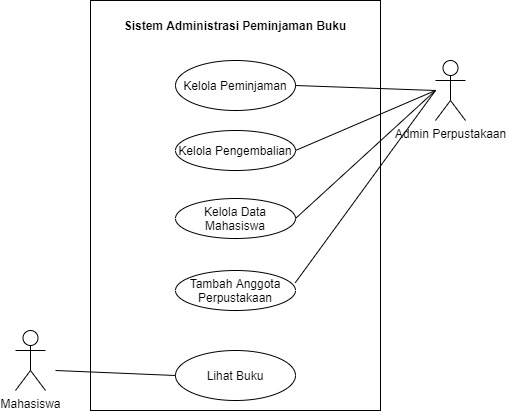 Sistem Administrasi Peminjaman Buku
Kelola Peminjaman
Admin Perpustakaan
Kelola Pengembalian
Kelola Data
Mahasiswa
Tambah Anggota
Perpustakaan
Lihat Buku
Mahasiswa